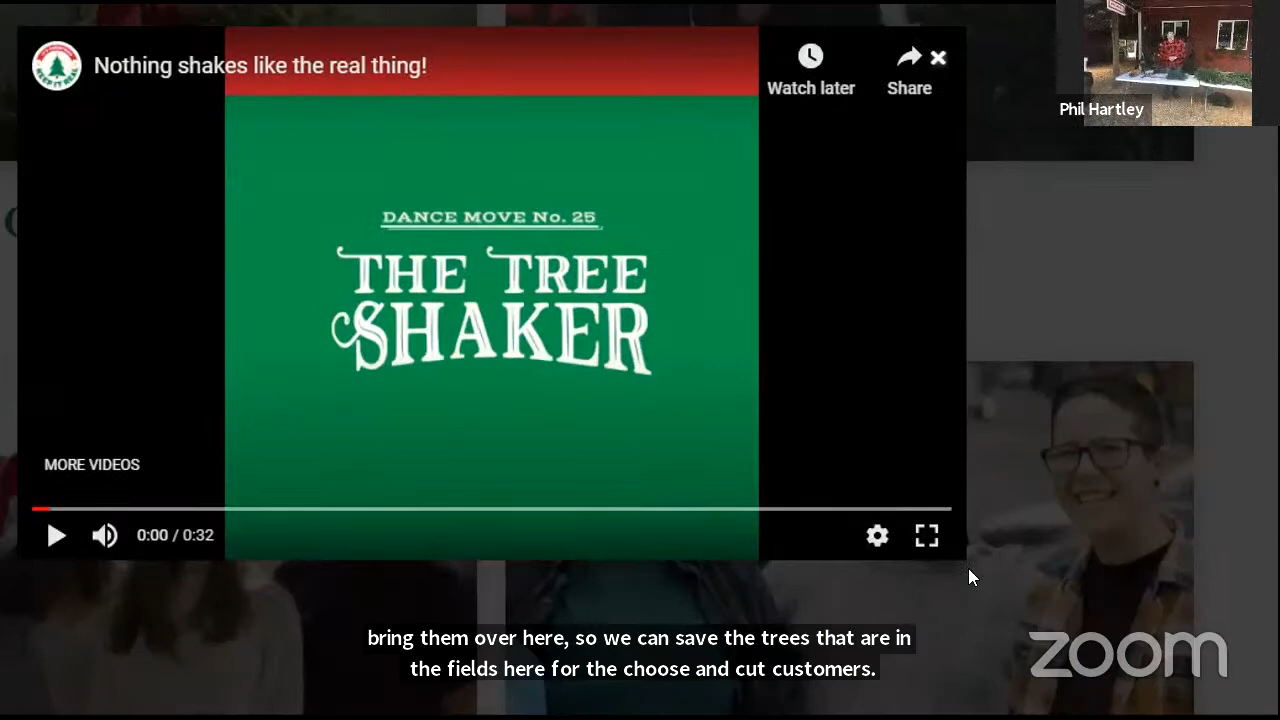 Nothing shakes like the real thing!
Watch later
Share
Phil Hartley
DANCE MOVE No. 25
THE TREE
SHAKER
MORE VIDEOS
0:00 / 0:32
bring them over here, so we can save the trees that are in
the fields here for the choose and cut customers.
zoom